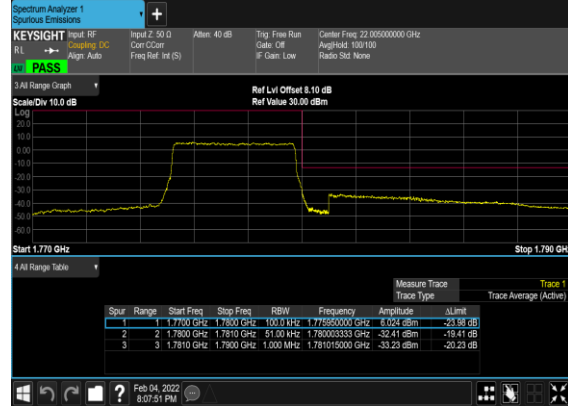 Spectrum Analyzer 1
Spurious Emissions
KEYSIGHT Input: RF Input Z: 50 Ω Atten: 40 dB Trig: Free Run Center Freq: 22.005000000 GHz
RL Coupling: DC Corr CCorr Gate: Off Avg|Hold: 100/100
Align: Auto Freq Ref: Int (S) IF Gain: Low Radio Std: None
PASS
3 All Range Graph
Ref Lvl Offset 8.10 dB
Scale/Div 10.0 dB Ref Value 30.00 dBm
Log
20.0
10.0
0.00
-10.0
-20.0
-30.0
-40.0
-50.0
-60.0
Start 1.770 GHz Stop 1.790 GH
4 All Range Table
Measure Trace Trace 1
Trace Type Trace Average (Active)
Spur Range Start Freq Stop Freq RBW Frequency Amplitude ΔLimit
1 1 1.7700 GHz 1.7800 GHz 100.0 kHz 1.775950000 GHz 6.024 dBm -23.98 dB
2 2 1.7800 GHz 1.7810 GHz 51.00 kHz 1.780003333 GHz -32.41 dBm -19.41 dB
3 3 1.7810 GHz 1.7900 GHz 1.000 MHz 1.781015000 GHz -33.23 dBm -20.23 dB
?
Feb 04, 2022
8:07:51 PM